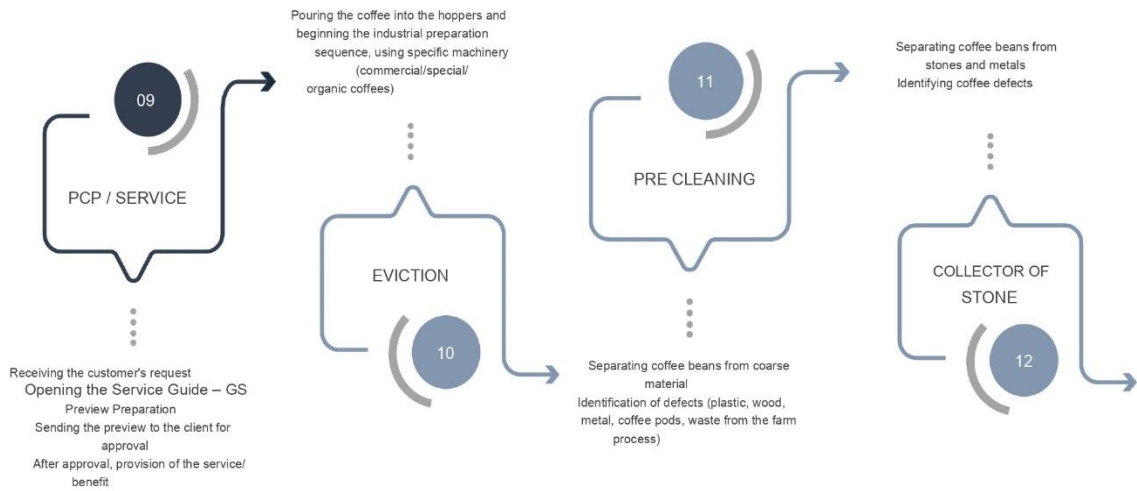 09
PCP / SERVICE
Receiving the customer's request
Opening the Service Guide – GS
Preview Preparation
Sending the preview to the client for
approval
After approval, provision of the service/
benefit
Pouring the coffee into the hoppers and
beginning the industrial preparation
sequence, using specific machinery
(commercial/special/
organic coffees)
EVICTION
10
11
PRE CLEANING
Separating coffee beans from coarse
material
Identification of defects (plastic, wood,
metal, coffee pods, waste from the farm
process)
Separating coffee beans from
stones and metals
Identifying coffee defects
COLLECTOR OF
STONE
12